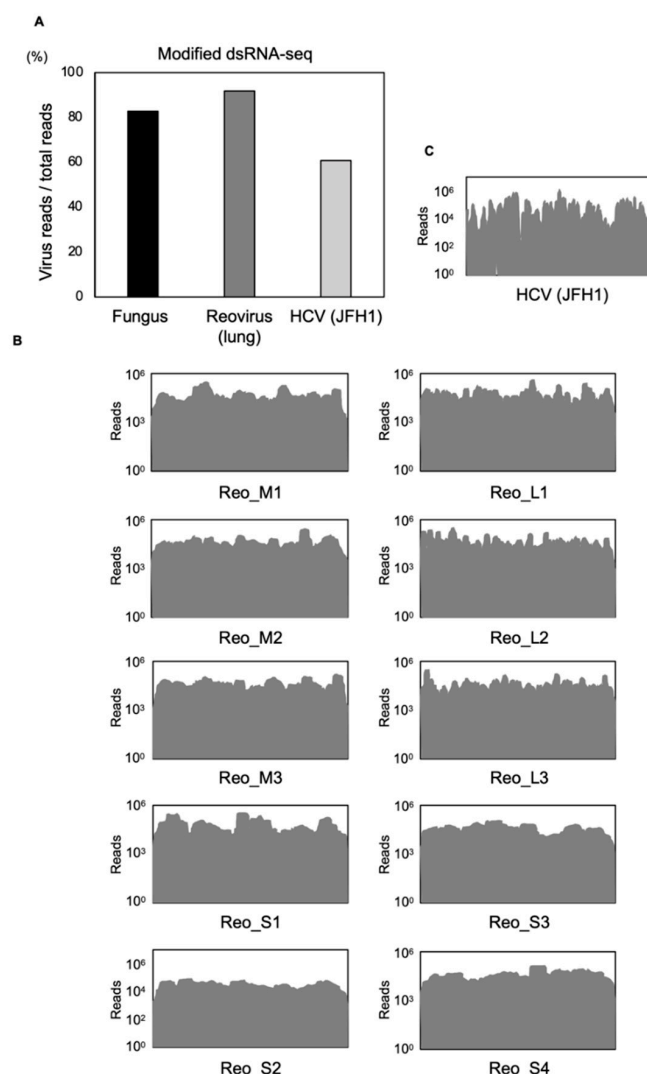 A
Modified dsRNA-seq
(%)
Virus reads / total reads
100
80
60
40
20
0
Fungus
Reovirus
(lung)
HCV (JFH1)
C
Reads
10⁶
10⁴
10²
10⁰
HCV (JFH1)
B
Reads
10⁶
10³
10⁰
Reo_M1
Reads
10⁶
10³
10⁰
Reo_L1
Reads
10⁶
10³
10⁰
Reo_M2
Reads
10⁶
10³
10⁰
Reo_L2
Reads
10⁶
10³
10⁰
Reo_M3
Reads
10⁶
10³
10⁰
Reo_L3
Reads
10⁶
10³
10⁰
Reo_S1
Reads
10⁶
10³
10⁰
Reo_S3
Reads
10⁶
10⁴
10²
10⁰
Reo_S2
Reads
10⁶
10³
10⁰
Reo_S4